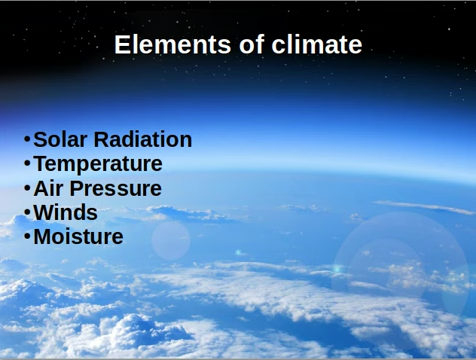 Elements of climate
•Solar Radiation
•Temperature
•Air Pressure
•Winds
•Moisture